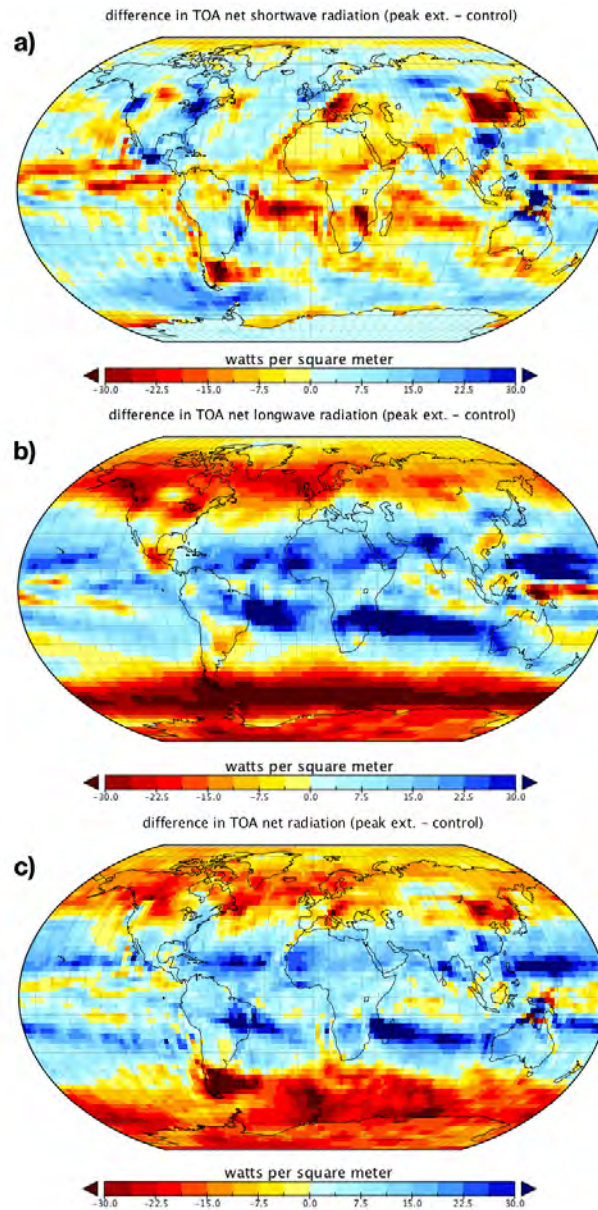 difference in TOA net shortwave radiation (peak ext. - control)
a)
watts per square meter
-30.0 -22.5 -15.0 -7.5 0.0 7.5 15.0 22.5 30.0
difference in TOA net longwave radiation (peak ext. - control)
b)
watts per square meter
-30.0 -22.5 -15.0 -7.5 0.0 7.5 15.0 22.5 30.0
difference in TOA net radiation (peak ext. - control)
c)
watts per square meter
-30.0 -22.5 -15.0 -7.5 0.0 7.5 15.0 22.5 30.0